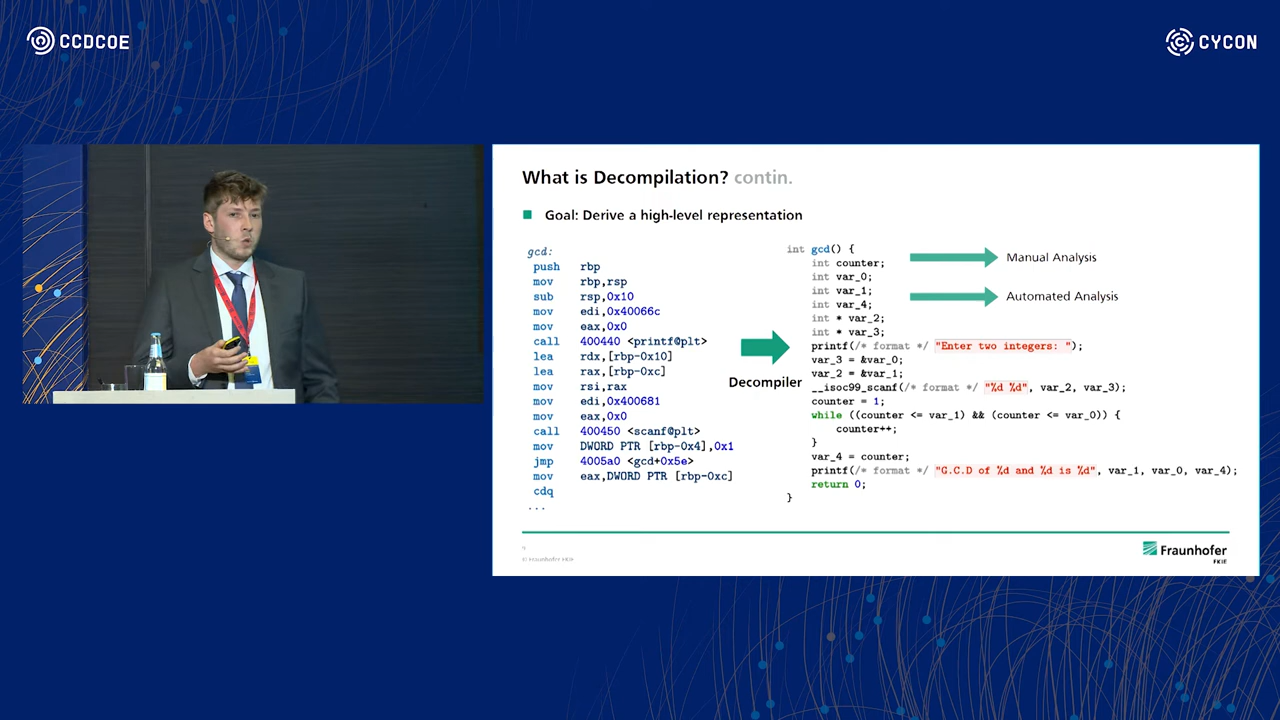 CCDCOE
CYCON
What is Decompilation? contin.
Goal: Derive a high-level representation
gcd:
push rbp
mov rbp,rsp
sub rsp,0x10
mov edi,0x40066c
mov eax,0x0
call 400440 <printf@plt>
lea rdx,[rbp-0x10]
lea rax,[rbp-0xc]
mov rsi,rax
mov edi,0x400681
mov eax,0x0
call 400450 <scanf@plt>
mov DWORD PTR [rbp-0x4],0x1
jmp 4005a0 <gcd+0x5e>
mov eax,DWORD PTR [rbp-0xc]
cdq
...
Decompiler
int gcd() {
int counter;
int var_0;
int var_1;
int var_4;
int * var_2;
int * var_3;
printf(/* format */ "Enter two integers: ");
var_3 = &var_0;
var_2 = &var_1;
__isoc99_scanf(/* format */ "%d %d", var_2, var_3);
counter = 1;
while ((counter <= var_1) && (counter <= var_0)) {
counter++;
}
var_4 = counter;
printf(/* format */ "G.C.D of %d and %d is %d", var_1, var_0, var_4);
return 0;
}
Manual Analysis
Automated Analysis
© Fraunhofer FKIE
Fraunhofer
FKIE